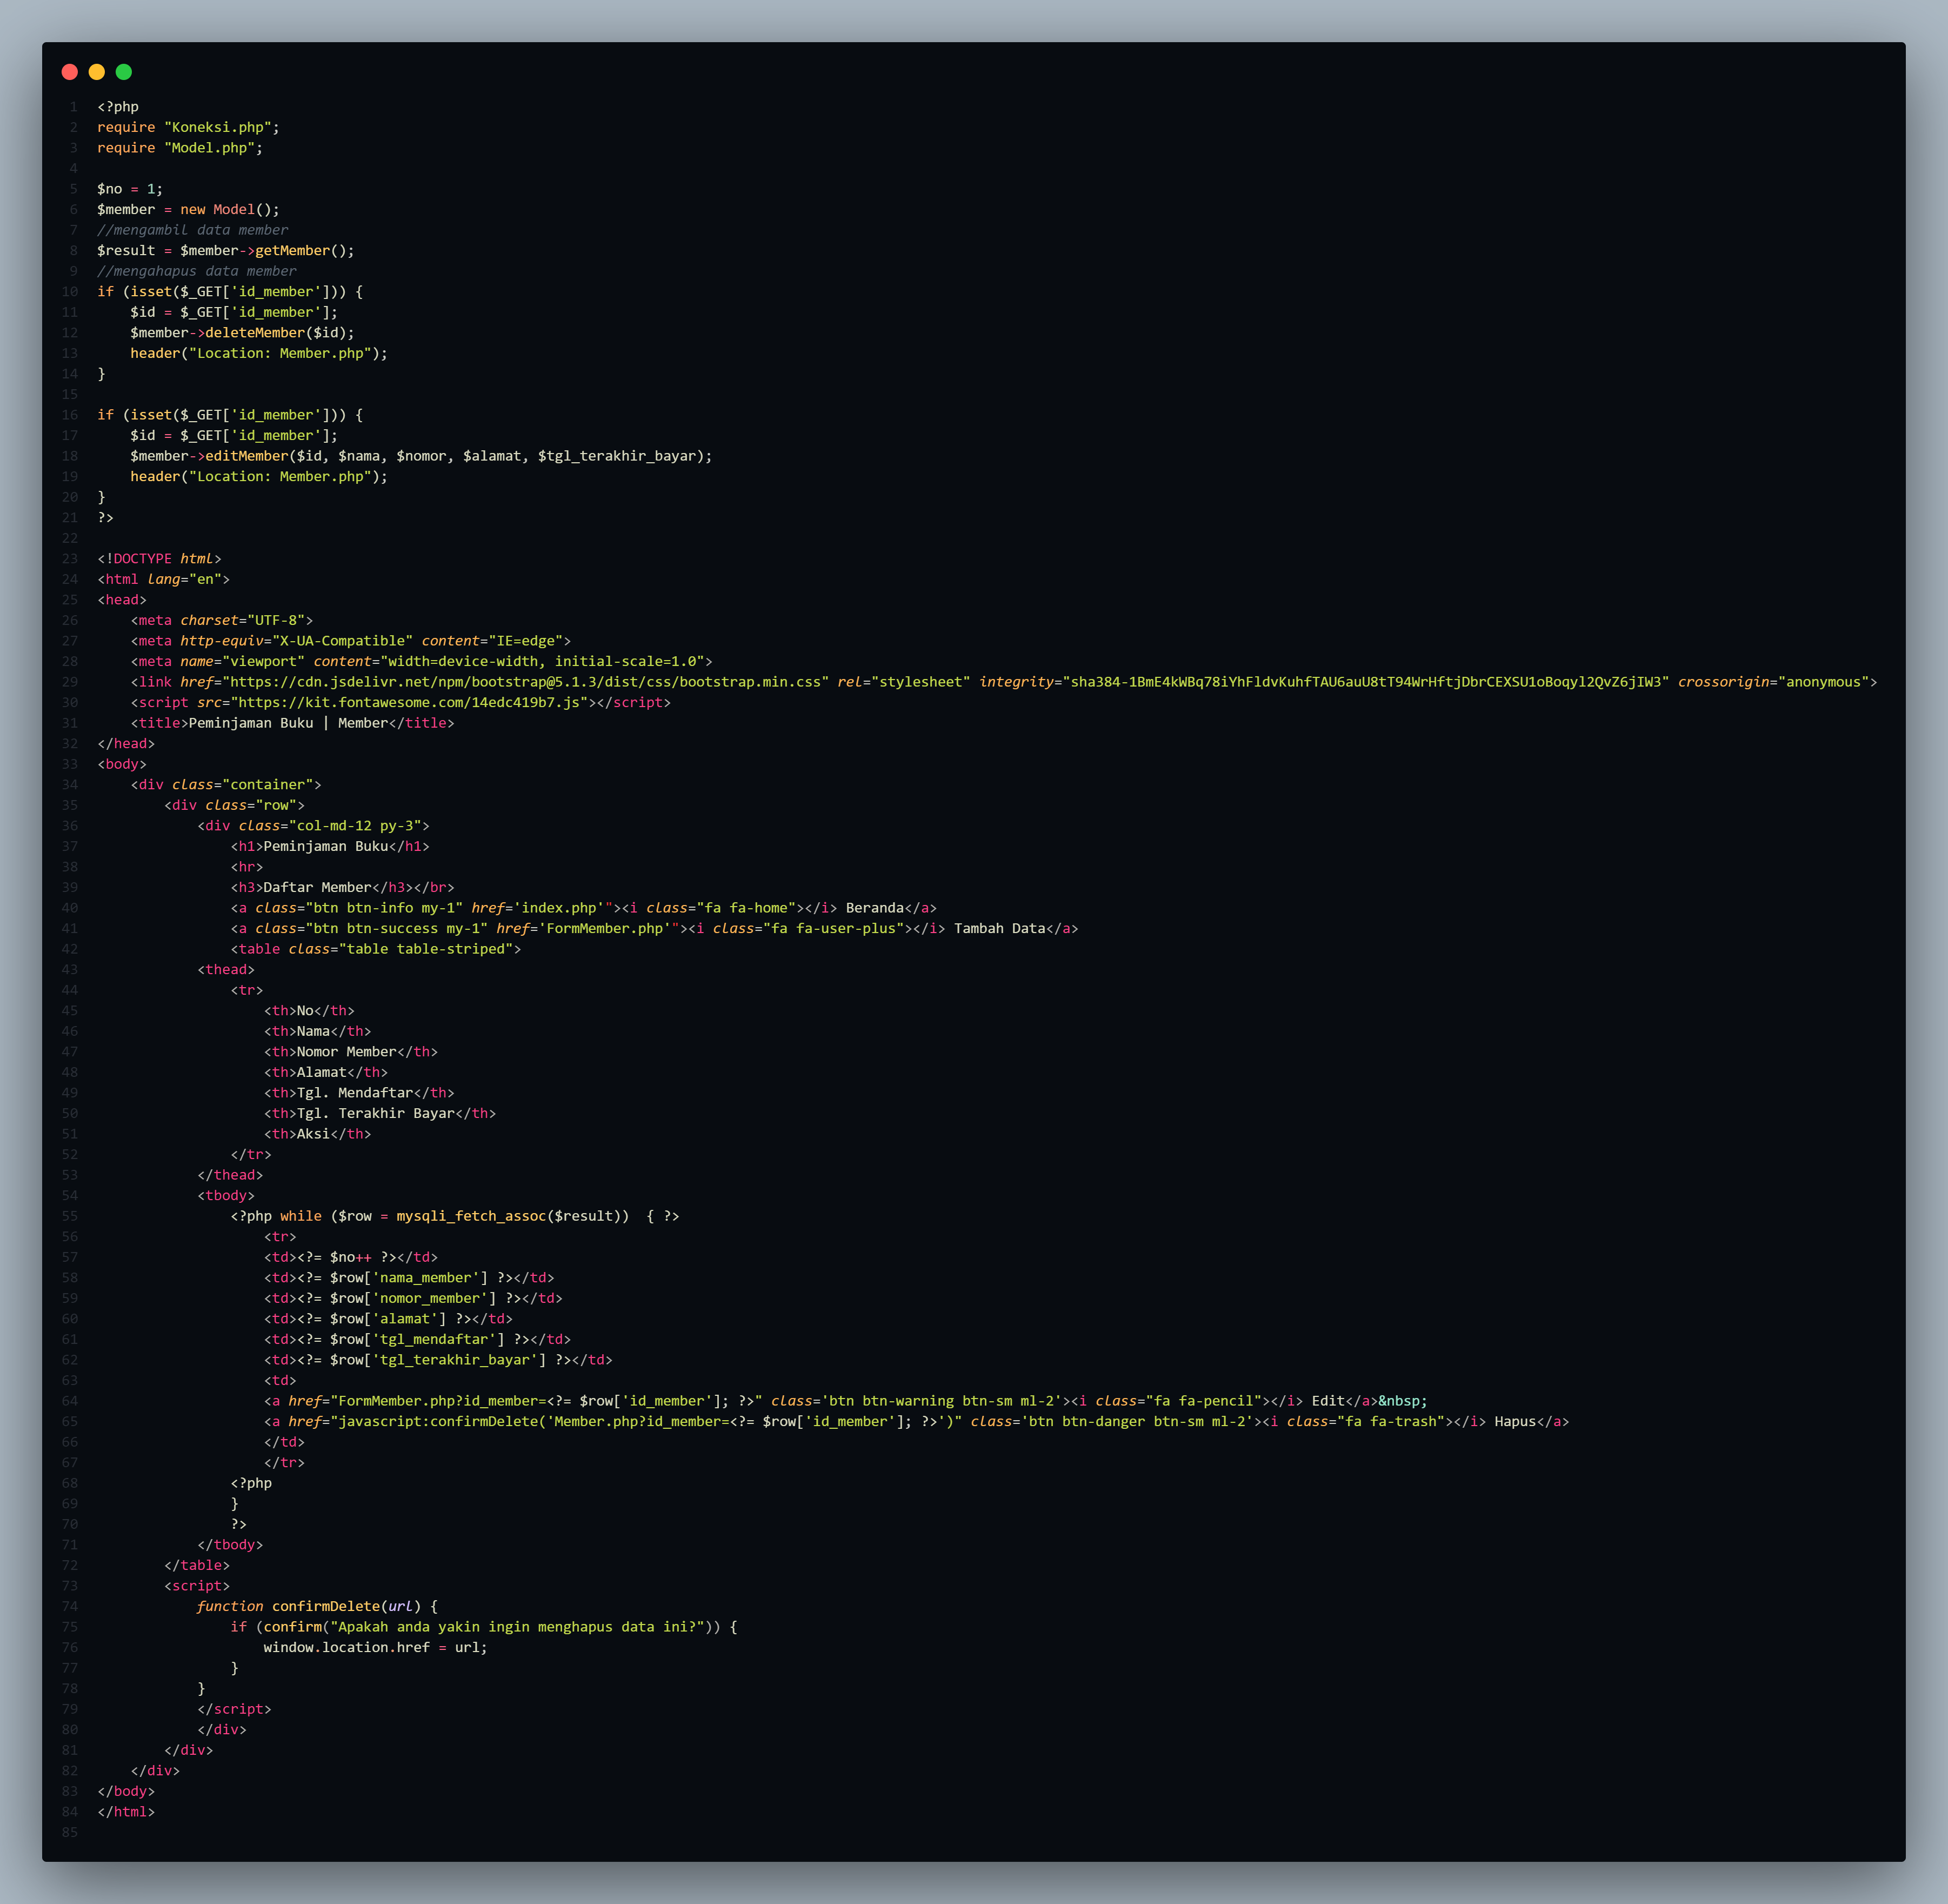 1 <?php
2 require "Koneksi.php";
3 require "Model.php";
4
5 $no = 1;
6 $member = new Model();
7 //mengambil data member
8 $result = $member->getMember();
9 //mengahapus data member
10 if (isset($_GET['id_member'])) {
11     $id = $_GET['id_member'];
12     $member->deleteMember($id);
13     header("Location: Member.php");
14 }
15
16 if (isset($_GET['id_member'])) {
17     $id = $_GET['id_member'];
18     $member->editMember($id, $nama, $nomor, $alamat, $tgl_terakhir_bayar);
19     header("Location: Member.php");
20 }
21 ?>
22
23 <!DOCTYPE html>
24 <html lang="en">
25 <head>
26     <meta charset="UTF-8">
27     <meta http-equiv="X-UA-Compatible" content="IE=edge">
28     <meta name="viewport" content="width=device-width, initial-scale=1.0">
29     <link href="https://cdn.jsdelivr.net/npm/bootstrap@5.1.3/dist/css/bootstrap.min.css" rel="stylesheet" integrity="sha384-1BmE4kWBq78iYhFldvKuhfTAU6auU8tT94WrHftjDbrCEXSU1oBoqyl2QvZ6jIW3" crossorigin="anonymous">
30     <script src="https://kit.fontawesome.com/14edc419b7.js"></script>
31     <title>Peminjaman Buku | Member</title>
32 </head>
33 <body>
34     <div class="container">
35         <div class="row">
36             <div class="col-md-12 py-3">
37                 <h1>Peminjaman Buku</h1>
38                 <hr>
39                 <h3>Daftar Member</h3></br>
40                 <a class="btn btn-info my-1" href='index.php'"><i class="fa fa-home"></i> Beranda</a>
41                 <a class="btn btn-success my-1" href='FormMember.php'"><i class="fa fa-user-plus"></i> Tambah Data</a>
42                 <table class="table table-striped">
43             <thead>
44                 <tr>
45                     <th>No</th>
46                     <th>Nama</th>
47                     <th>Nomor Member</th>
48                     <th>Alamat</th>
49                     <th>Tgl. Mendaftar</th>
50                     <th>Tgl. Terakhir Bayar</th>
51                     <th>Aksi</th>
52                 </tr>
53             </thead>
54             <tbody>
55                 <?php while ($row = mysqli_fetch_assoc($result))  { ?>
56                     <tr>
57                     <td><?= $no++ ?></td>
58                     <td><?= $row['nama_member'] ?></td>
59                     <td><?= $row['nomor_member'] ?></td>
60                     <td><?= $row['alamat'] ?></td>
61                     <td><?= $row['tgl_mendaftar'] ?></td>
62                     <td><?= $row['tgl_terakhir_bayar'] ?></td>
63                     <td>
64                     <a href="FormMember.php?id_member=<?= $row['id_member']; ?>" class='btn btn-warning btn-sm ml-2'><i class="fa fa-pencil"></i> Edit</a>&nbsp;
65                     <a href="javascript:confirmDelete('Member.php?id_member=<?= $row['id_member']; ?>')" class='btn btn-danger btn-sm ml-2'><i class="fa fa-trash"></i> Hapus</a>
66                     </td>
67                     </tr>
68                 <?php
69                 }
70                 ?>
71             </tbody>
72         </table>
73         <script>
74             function confirmDelete(url) {
75                 if (confirm("Apakah anda yakin ingin menghapus data ini?")) {
76                     window.location.href = url;
77                 }
78             }
79             </script>
80             </div>
81         </div>
82     </div>
83 </body>
84 </html>
85